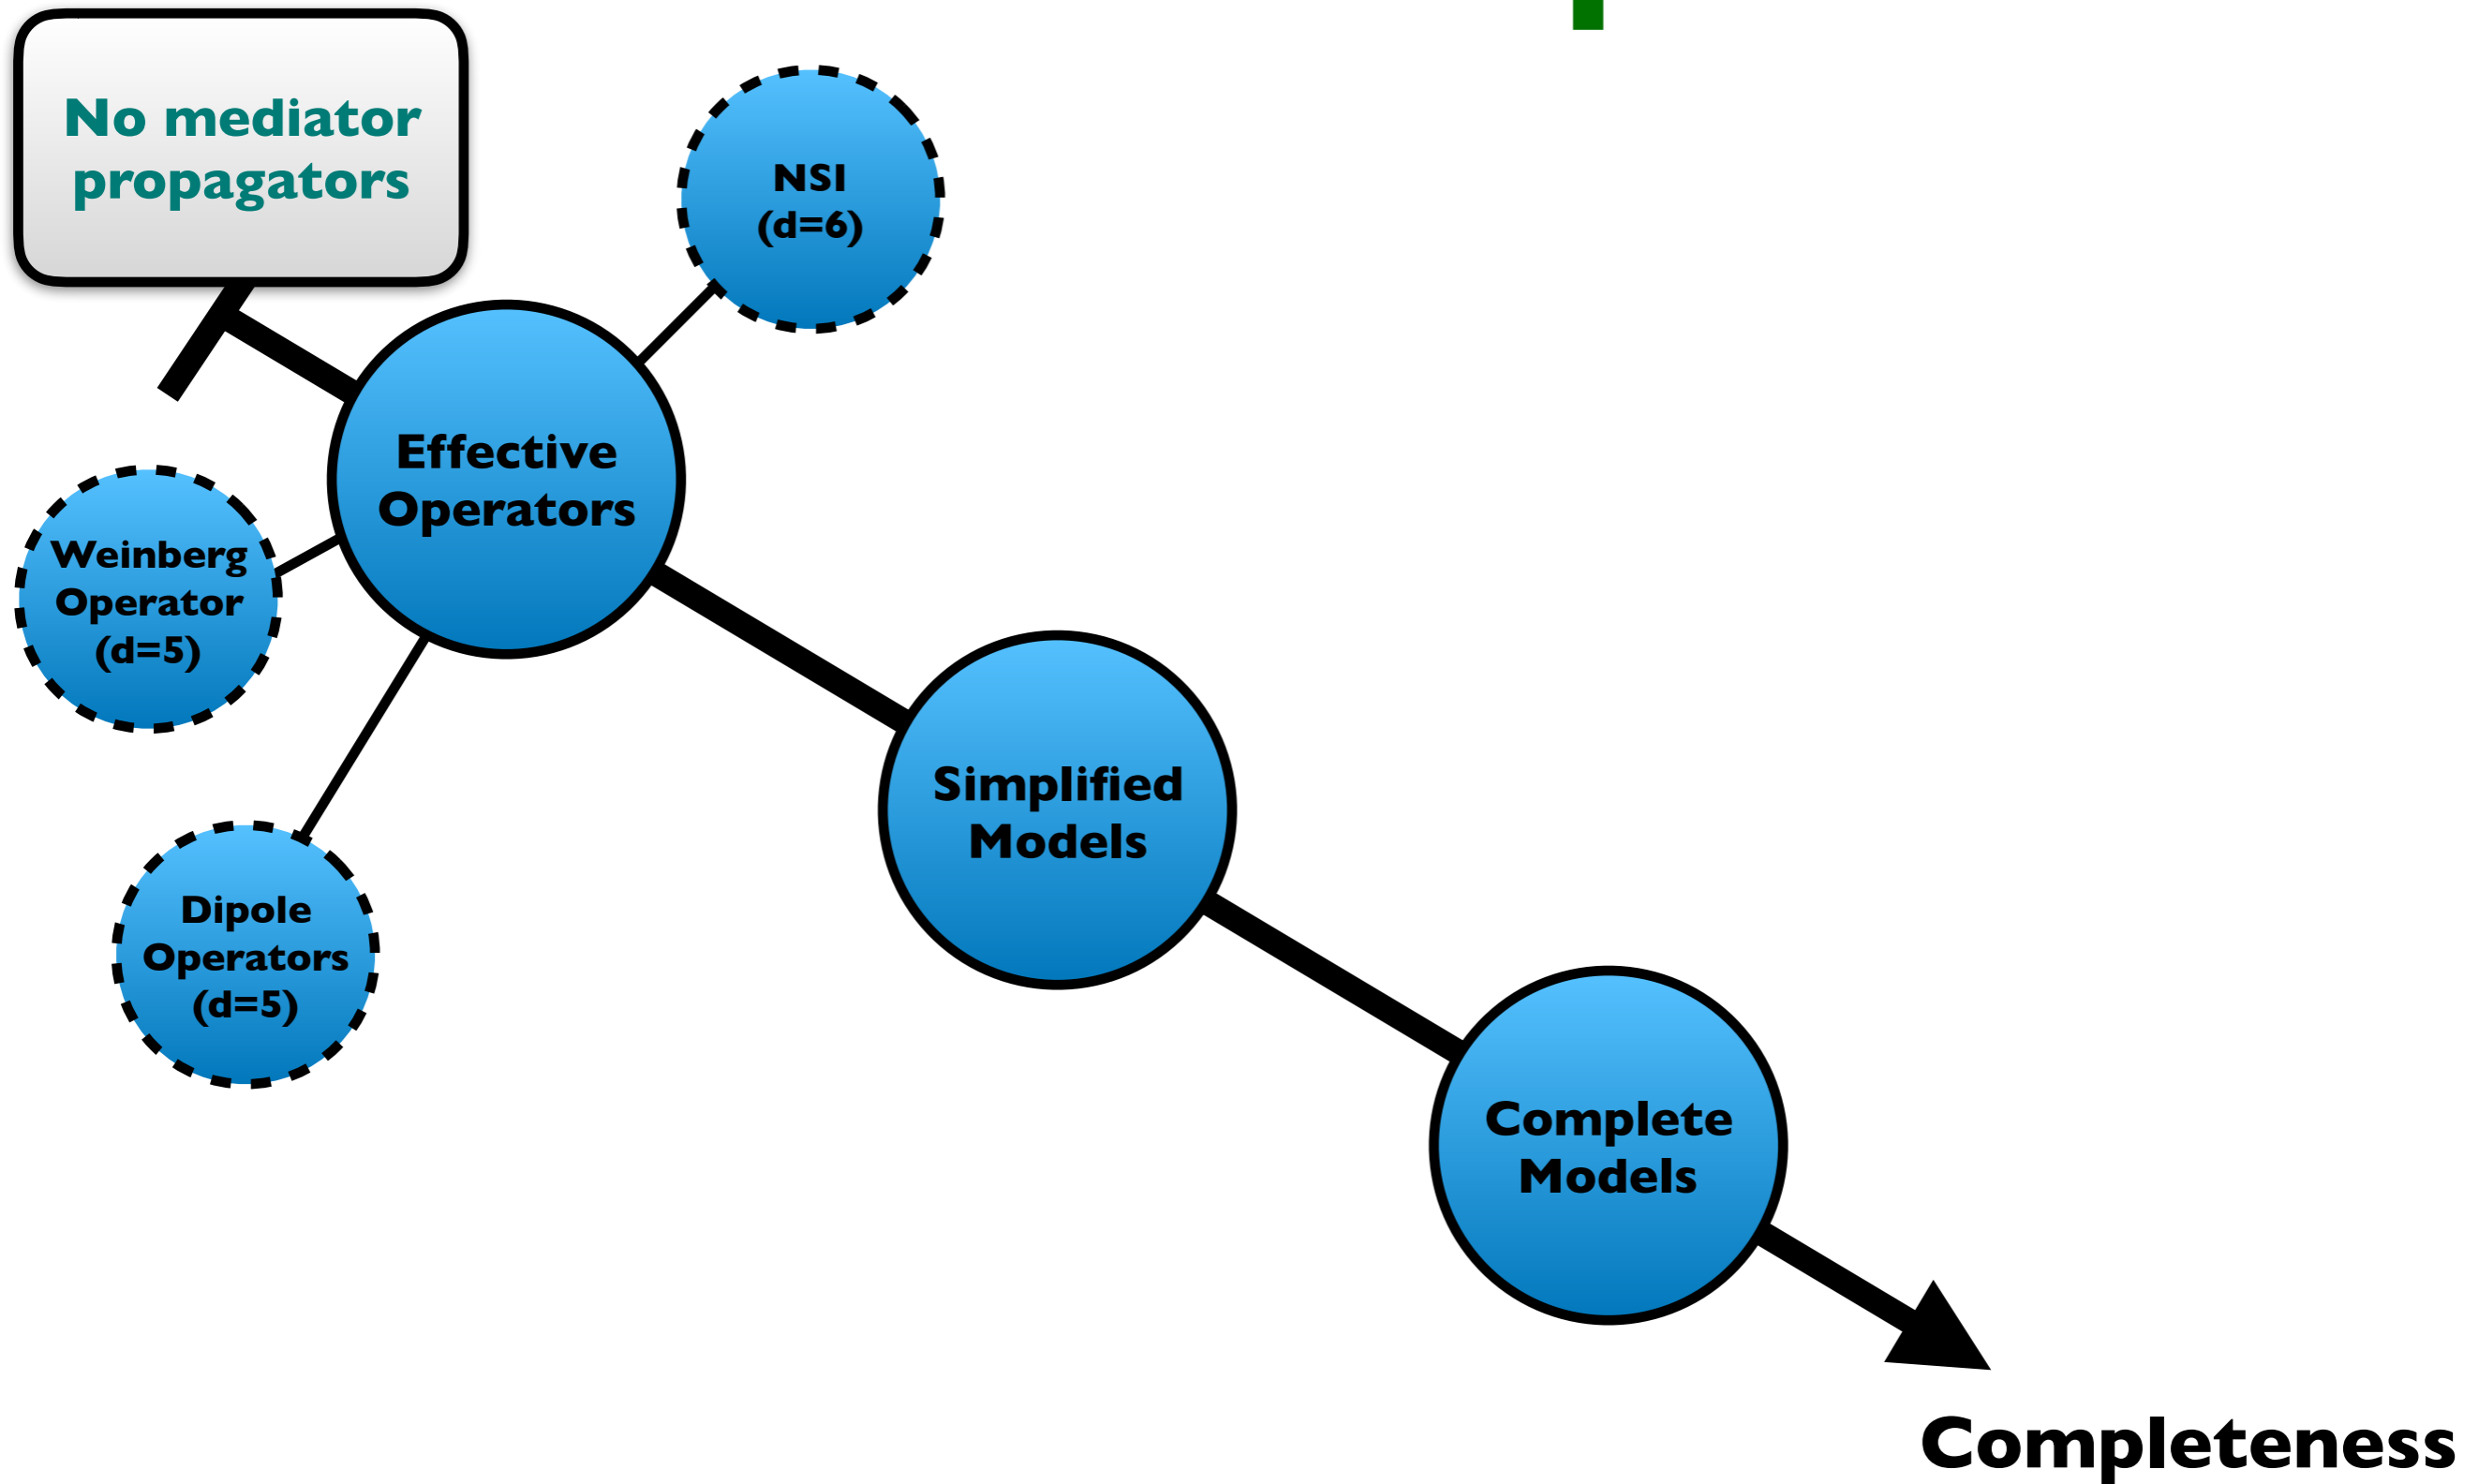 No mediator
propagators
NSI
(d=6)
Effective
Operators
Weinberg
Operator
(d=5)
Simplified
Models
Dipole
Operators
(d=5)
Complete
Models
Completeness